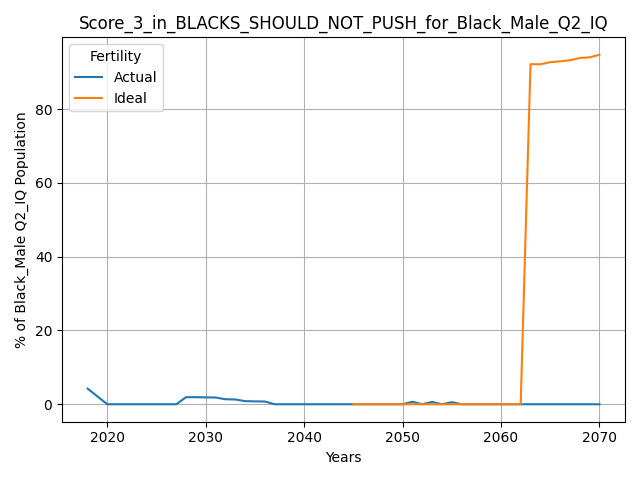 Score_3_in_BLACKS_SHOULD_NOT_PUSH_for_Black_Male_Q2_IQ
Fertility
Actual
Ideal
% of Black_Male Q2_IQ Population
80
60
40
20
0
2020 2030 2040 2050 2060 2070
Years